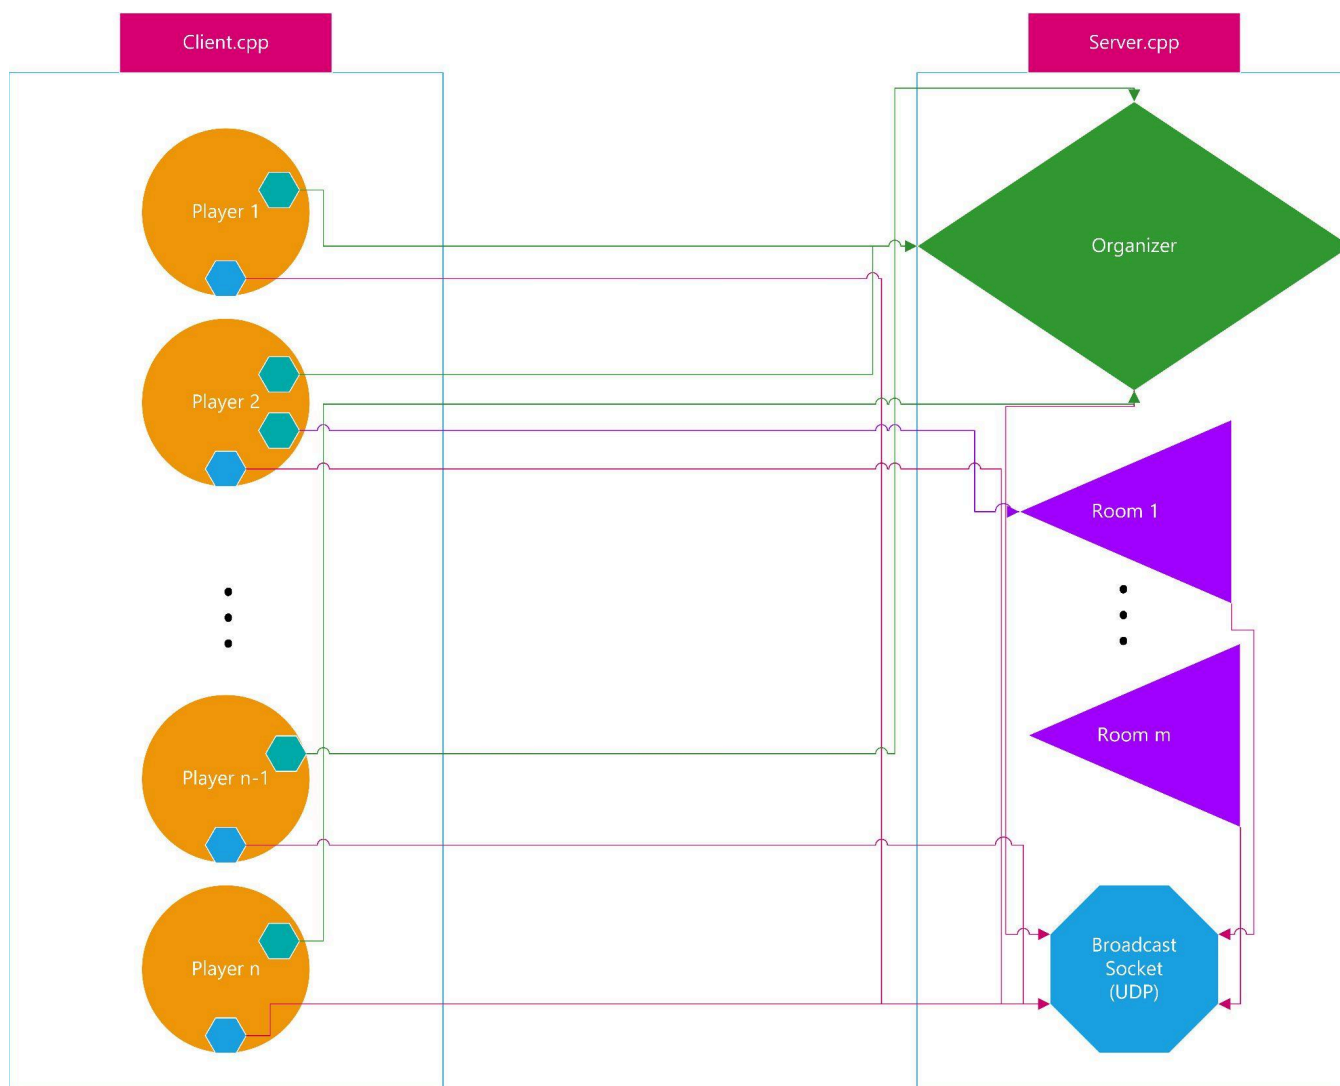 Client.cpp
Server.cpp
Player 1
Organizer
Player 2
Room 1
Room m
Player n-1
Broadcast
Socket
(UDP)
Player n